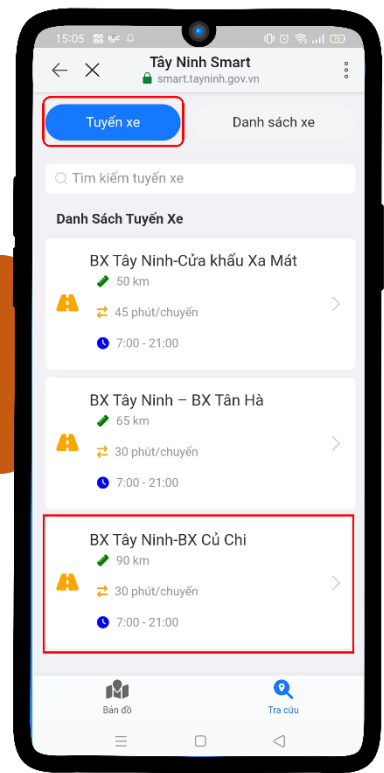 15:05
Tây Ninh Smart
smart.tayninh.gov.vn
Tuyến xe
Danh sách xe
Tìm kiếm tuyến xe
Danh Sách Tuyến Xe
BX Tây Ninh-Cửa khẩu Xa Mát
50 km
45 phút/chuyến
7:00 - 21:00
BX Tây Ninh – BX Tân Hà
65 km
30 phút/chuyến
7:00 - 21:00
BX Tây Ninh-BX Củ Chi
90 km
30 phút/chuyến
7:00 - 21:00
Bản đồ
Tra cứu